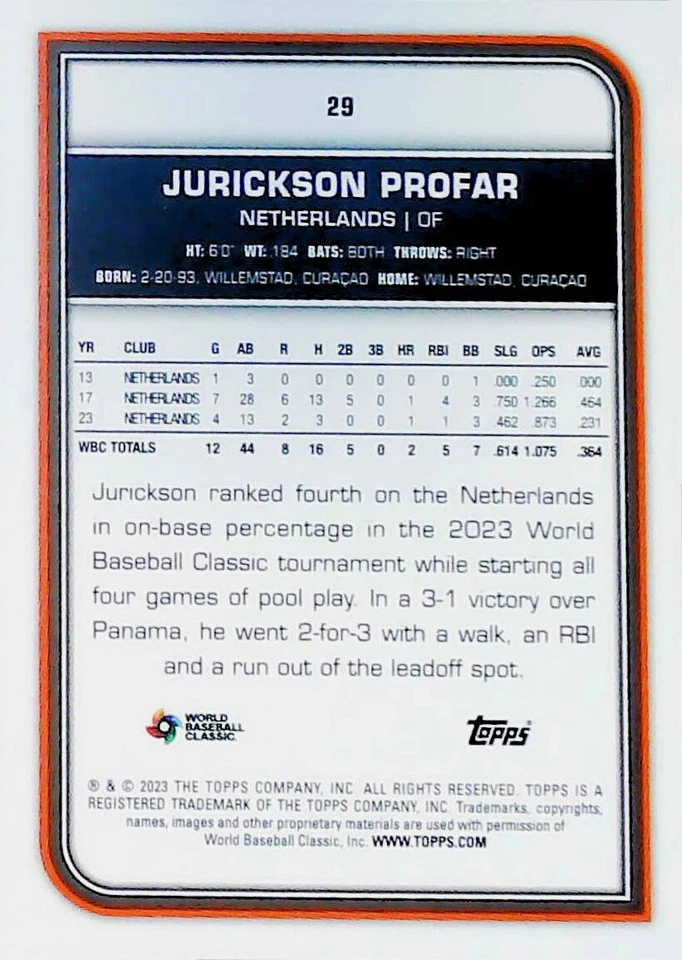 29
JURICKSON PROFAR
NETHERLANDS | OF
HT: 6'0" WT: 184 BATS: BOTH THROWS: RIGHT
BORN: 2-20-93, WILLEMSTAD, CURAÇAO HOME: WILLEMSTAD, CURAÇAO
YR CLUB G AB R H 2B 3B HR RBI BB SLG OPS AVG
13 NETHERLANDS 1 3 0 0 0 0 0 0 1 .000 .250 .000
17 NETHERLANDS 7 28 6 13 5 0 1 4 3 .750 1.266 .464
23 NETHERLANDS 4 13 2 3 0 0 1 1 3 .462 .873 .231
WBC TOTALS 12 44 8 16 5 0 2 5 7 .614 1.075 .364
Jurickson ranked fourth on the Netherlands
in on-base percentage in the 2023 World
Baseball Classic tournament while starting all
four games of pool play. In a 3-1 victory over
Panama, he went 2-for-3 with a walk, an RBI
and a run out of the leadoff spot.
WORLD
BASEBALL
CLASSIC
Topps®
® & © 2023 THE TOPPS COMPANY, INC. ALL RIGHTS RESERVED. TOPPS IS A
REGISTERED TRADEMARK OF THE TOPPS COMPANY, INC. Trademarks, copyrights,
names, images and other proprietary materials are used with permission of
World Baseball Classic, Inc. WWW.TOPPS.COM